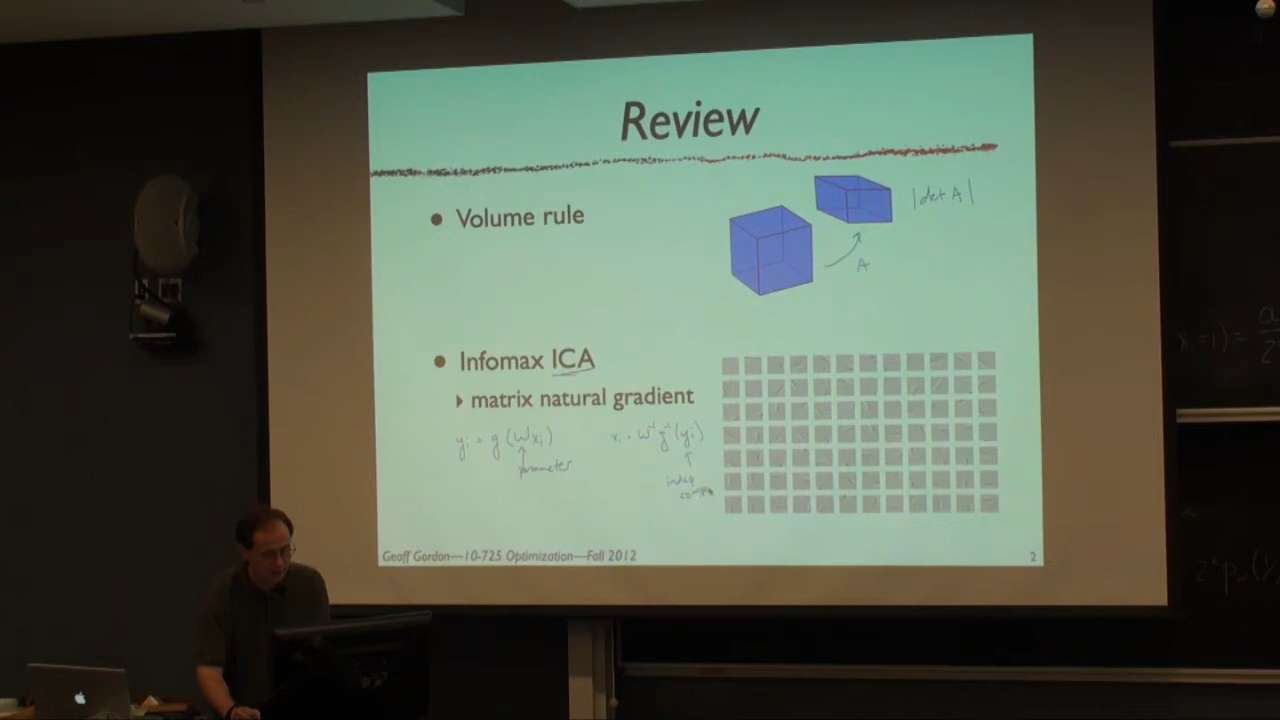 Review
• Volume rule
|det A|
A
• Infomax ICA
‣ matrix natural gradient
yᵢ = g(Wxᵢ)
parameter
xᵢ = W⁻¹g⁻¹(yᵢ)
indep
Geoff Gordon—10-725 Optimization—Fall 2012
2